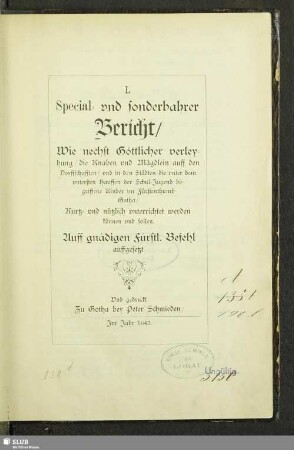 I.
Special- vnd sonderbahrer
Bericht/
Wie nechst Göttlicher verley-
hung/ die Knaben vnd Mägdlein auff den
Dorffschafften/ vnd in den Städten die vnter dem
vntersten Hauffen der Schul-Jugend be-
griffene Kinder im Fürstenthumb
Gotha/
Kurtz- vnd nützlich vnterrichtet werden
können vnd sollen.
Auff gnädigen Fürstl. Befehl
auffgesetzt
Vnd gedruckt
Zu Gotha bey Peter Schmieden/
Im Jahr 1642.
SLUB